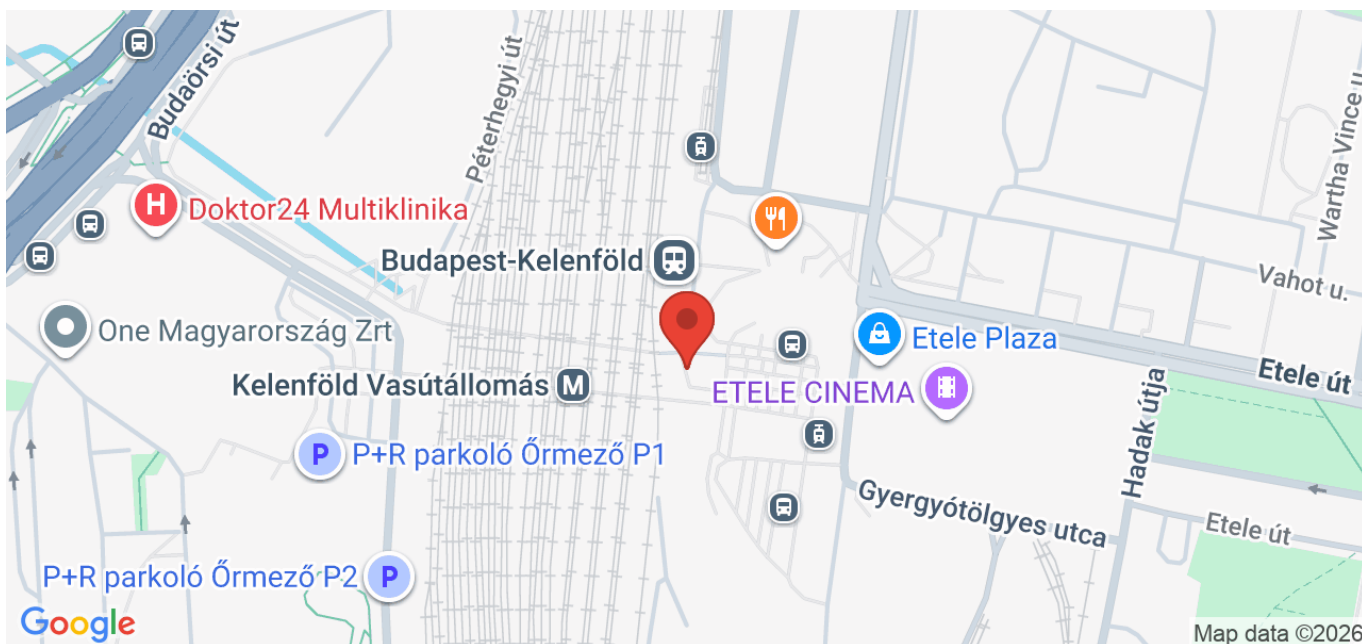 Budaörsi út
Péterhegyi út
Wartha Vince u.
H
Doktor24 Multiklinika
Budapest-Kelenföld
Vahot u.
One Magyarország Zrt
Etele Plaza
Etele út
Kelenföld Vasútállomás M
ETELE CINEMA
Hadak útja
P P+R parkoló Őrmező P1
Gyergyótölgyes utca
Etele út
P+R parkoló Őrmező P2 P
Google
Map data ©2026